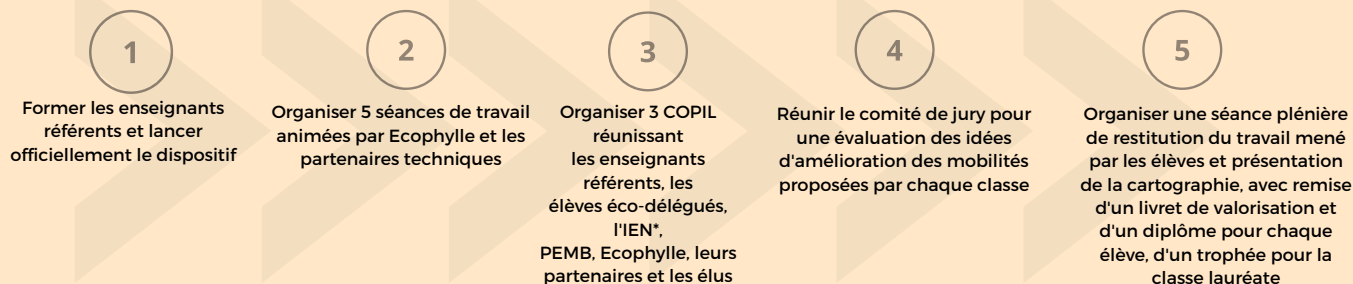 1
Former les enseignants
référents et lancer
officiellement le dispositif
2
Organiser 5 séances de travail
animées par Ecophylle et les
partenaires techniques
3
Organiser 3 COPIL
réunissant
les enseignants
référents, les
élèves éco-délégués,
l'IEN*,
PEMB, Ecophylle, leurs
partenaires et les élus
4
Réunir le comité de jury pour
une évaluation des idées
d'amélioration des mobilités
proposées par chaque classe
5
Organiser une séance plénière
de restitution du travail mené
par les élèves et présentation
de la cartographie, avec remise
d'un livret de valorisation et
d'un diplôme pour chaque
élève, d'un trophée pour la
classe lauréate